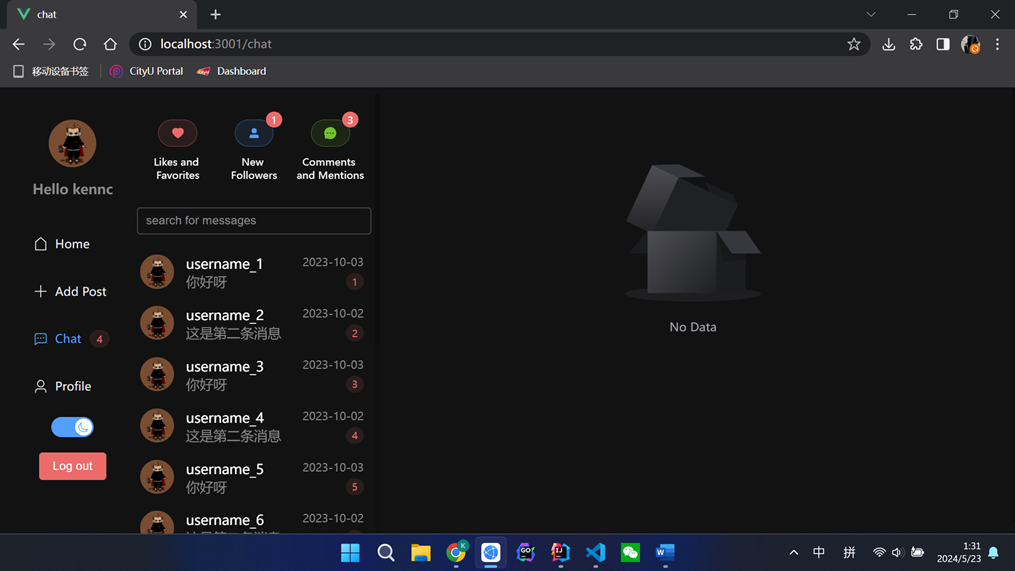 chat
localhost:3001/chat
移动设备书签
CityU Portal
Dashboard
Hello kennc
Home
Add Post
Chat 4
Profile
Log out
Likes and
Favorites
1
New
Followers
3
Comments
and Mentions
search for messages
username_1 2023-10-03
你好呀 1
username_2 2023-10-02
这是第二条消息 2
username_3 2023-10-03
你好呀 3
username_4 2023-10-02
这是第二条消息 4
username_5 2023-10-03
你好呀 5
username_6 2023-10-02
No Data
K
GO
IJ
W
中
拼
1:31
2024/5/23